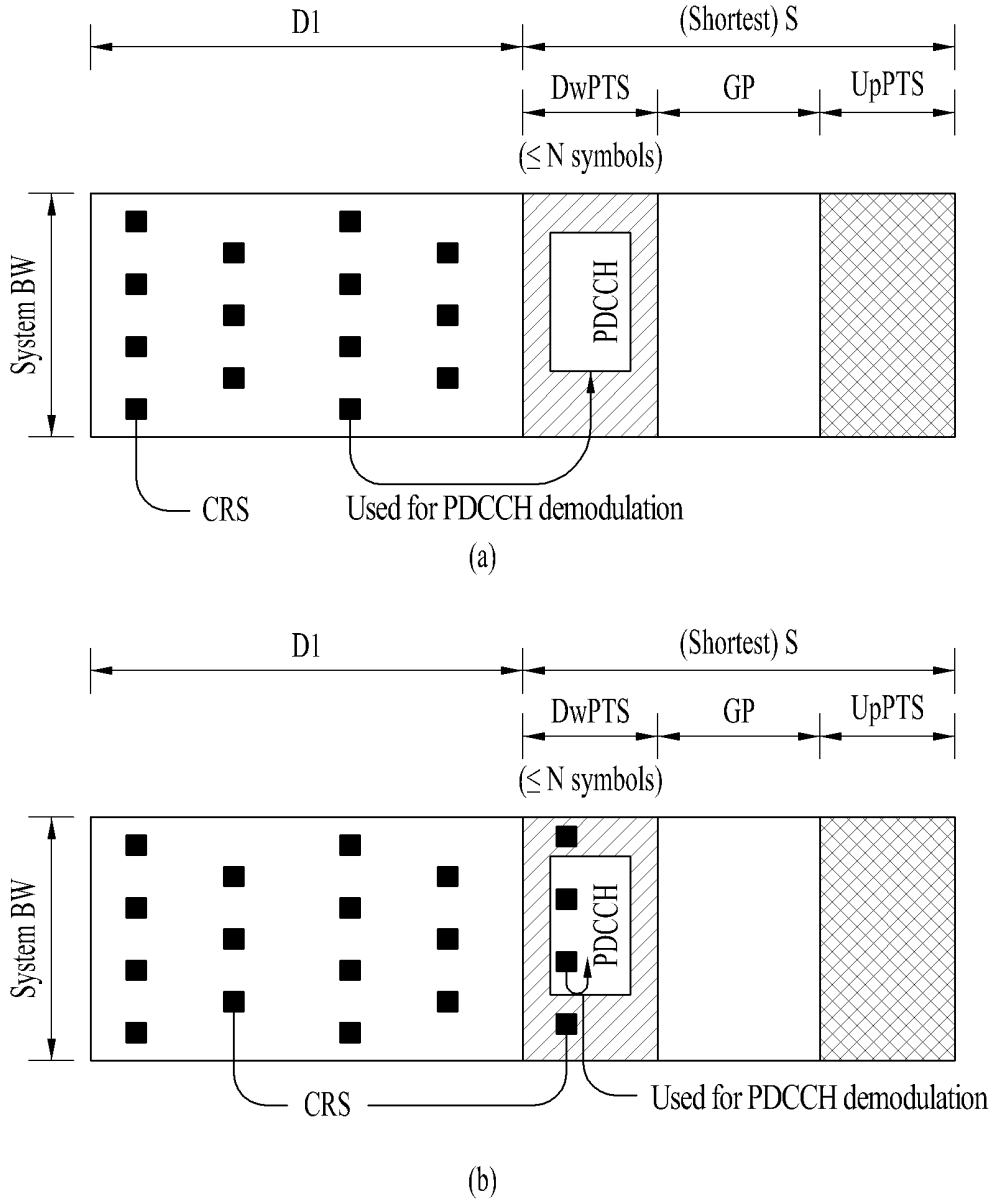 D1
(Shortest) S
DwPTS
GP
UpPTS
(≤ N symbols)
System BW
PDCCH
CRS
Used for PDCCH demodulation
(a)
D1
(Shortest) S
DwPTS
GP
UpPTS
(≤ N symbols)
System BW
PDCCH
CRS
Used for PDCCH demodulation
(b)